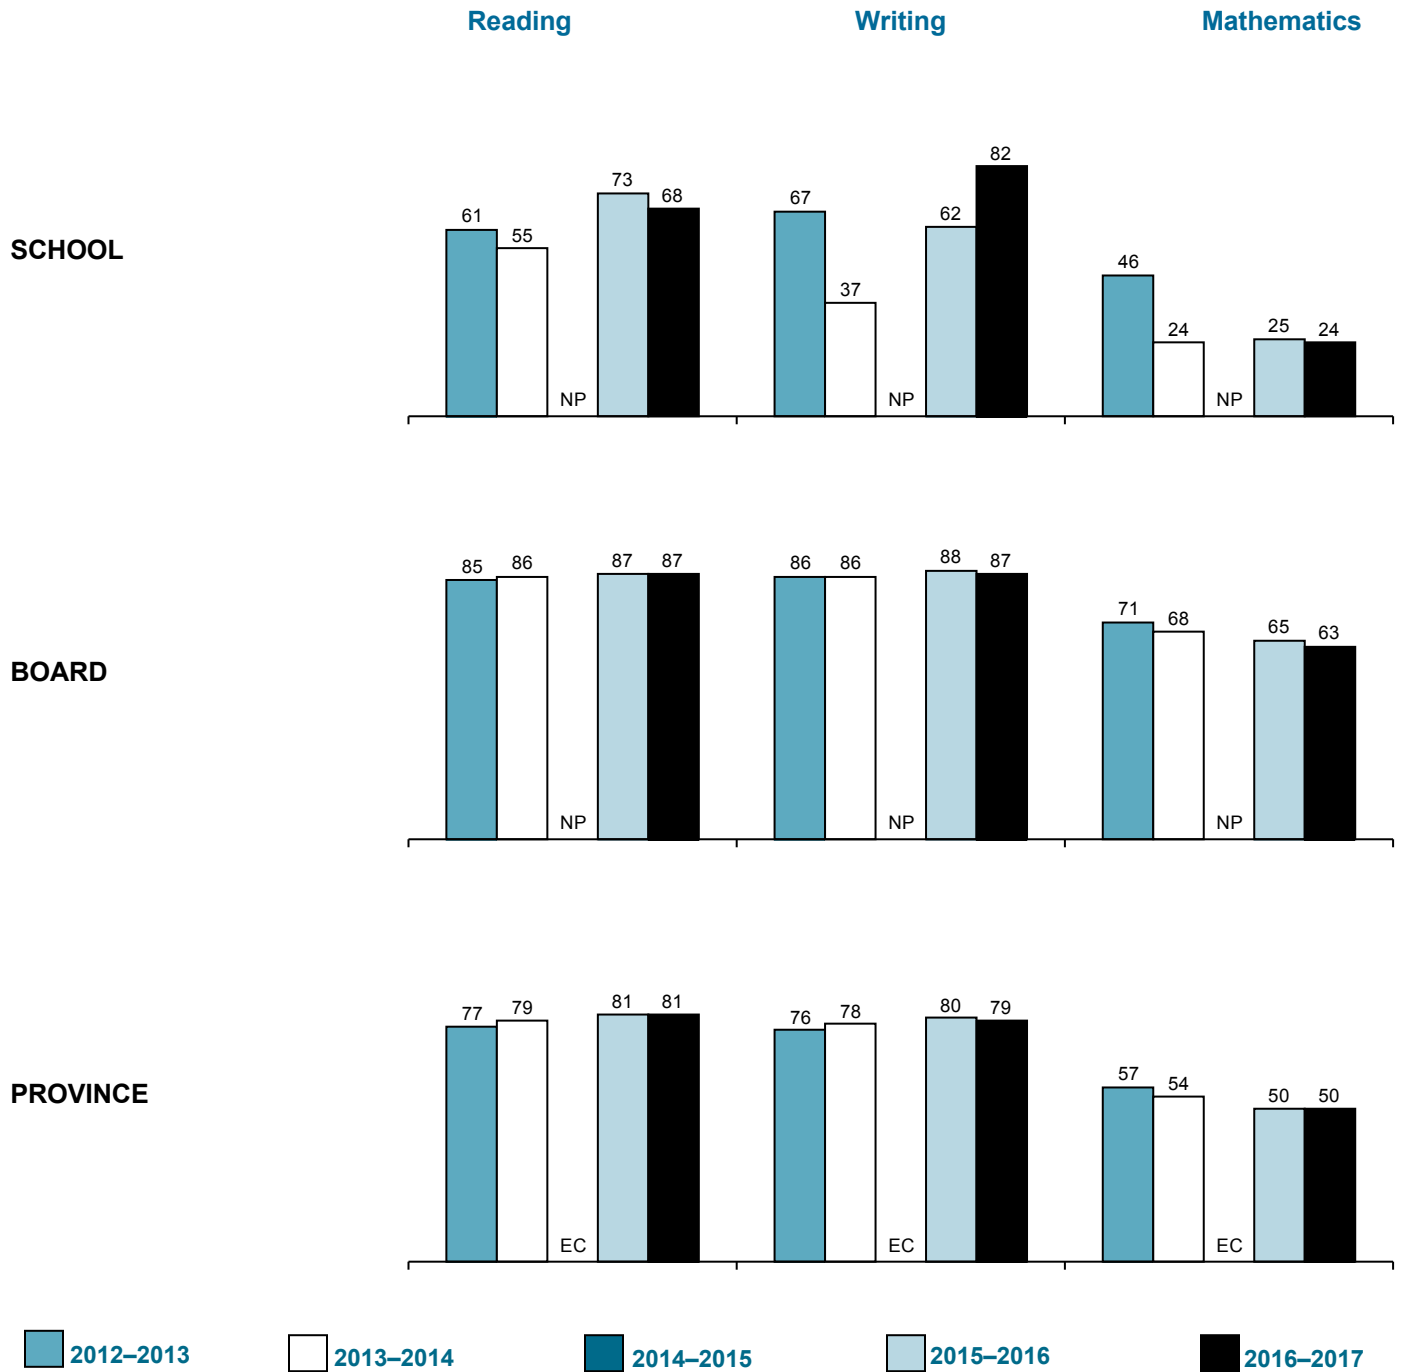 Reading Writing Mathematics
SCHOOL
61 55 NP 73 68 67 37 NP 62 82 46 24 NP 25 24
BOARD
85 86 NP 87 87 86 86 NP 88 87 71 68 NP 65 63
PROVINCE
77 79 EC 81 81 76 78 EC 80 79 57 54 EC 50 50
2012–2013 2013–2014 2014–2015 2015–2016 2016–2017